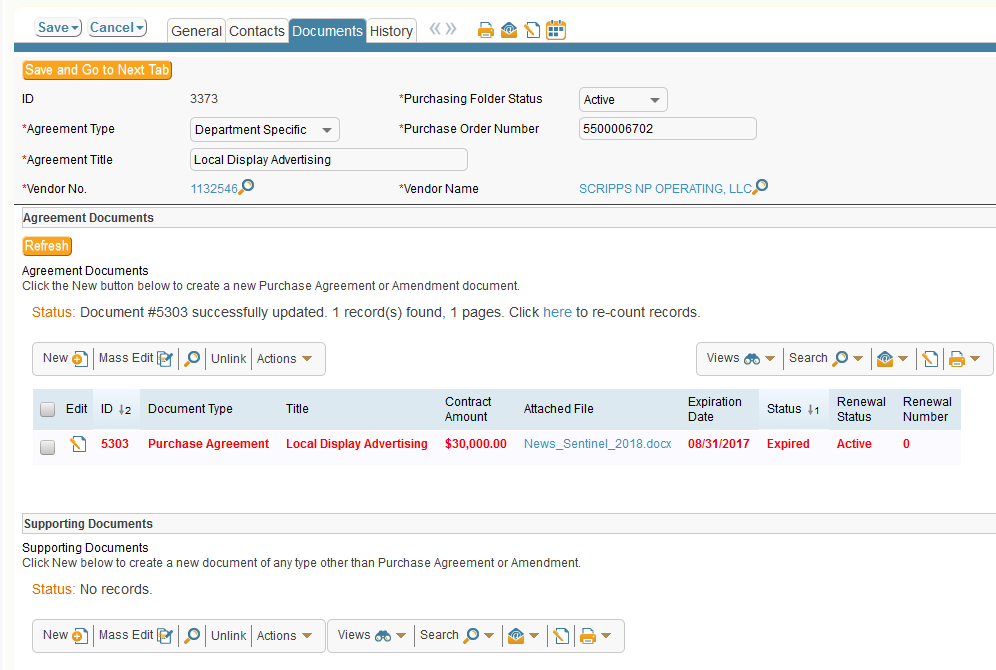 Save Cancel General Contacts Documents History
Save and Go to Next Tab
ID 3373 *Purchasing Folder Status Active
*Agreement Type Department Specific *Purchase Order Number 5500006702
*Agreement Title Local Display Advertising
*Vendor No. 1132546 *Vendor Name SCRIPPS NP OPERATING, LLC
Agreement Documents
Refresh
Agreement Documents
Click the New button below to create a new Purchase Agreement or Amendment document.
Status: Document #5303 successfully updated. 1 record(s) found, 1 pages. Click here to re-count records.
New Mass Edit Unlink Actions Views Search
Edit ID 2 Document Type Title Contract Amount Attached File Expiration Date Status 1 Renewal Status Renewal Number
5303 Purchase Agreement Local Display Advertising $30,000.00 News_Sentinel_2018.docx 08/31/2017 Expired Active 0
Supporting Documents
Supporting Documents
Click New below to create a new document of any type other than Purchase Agreement or Amendment.
Status: No records.
New Mass Edit Unlink Actions Views Search